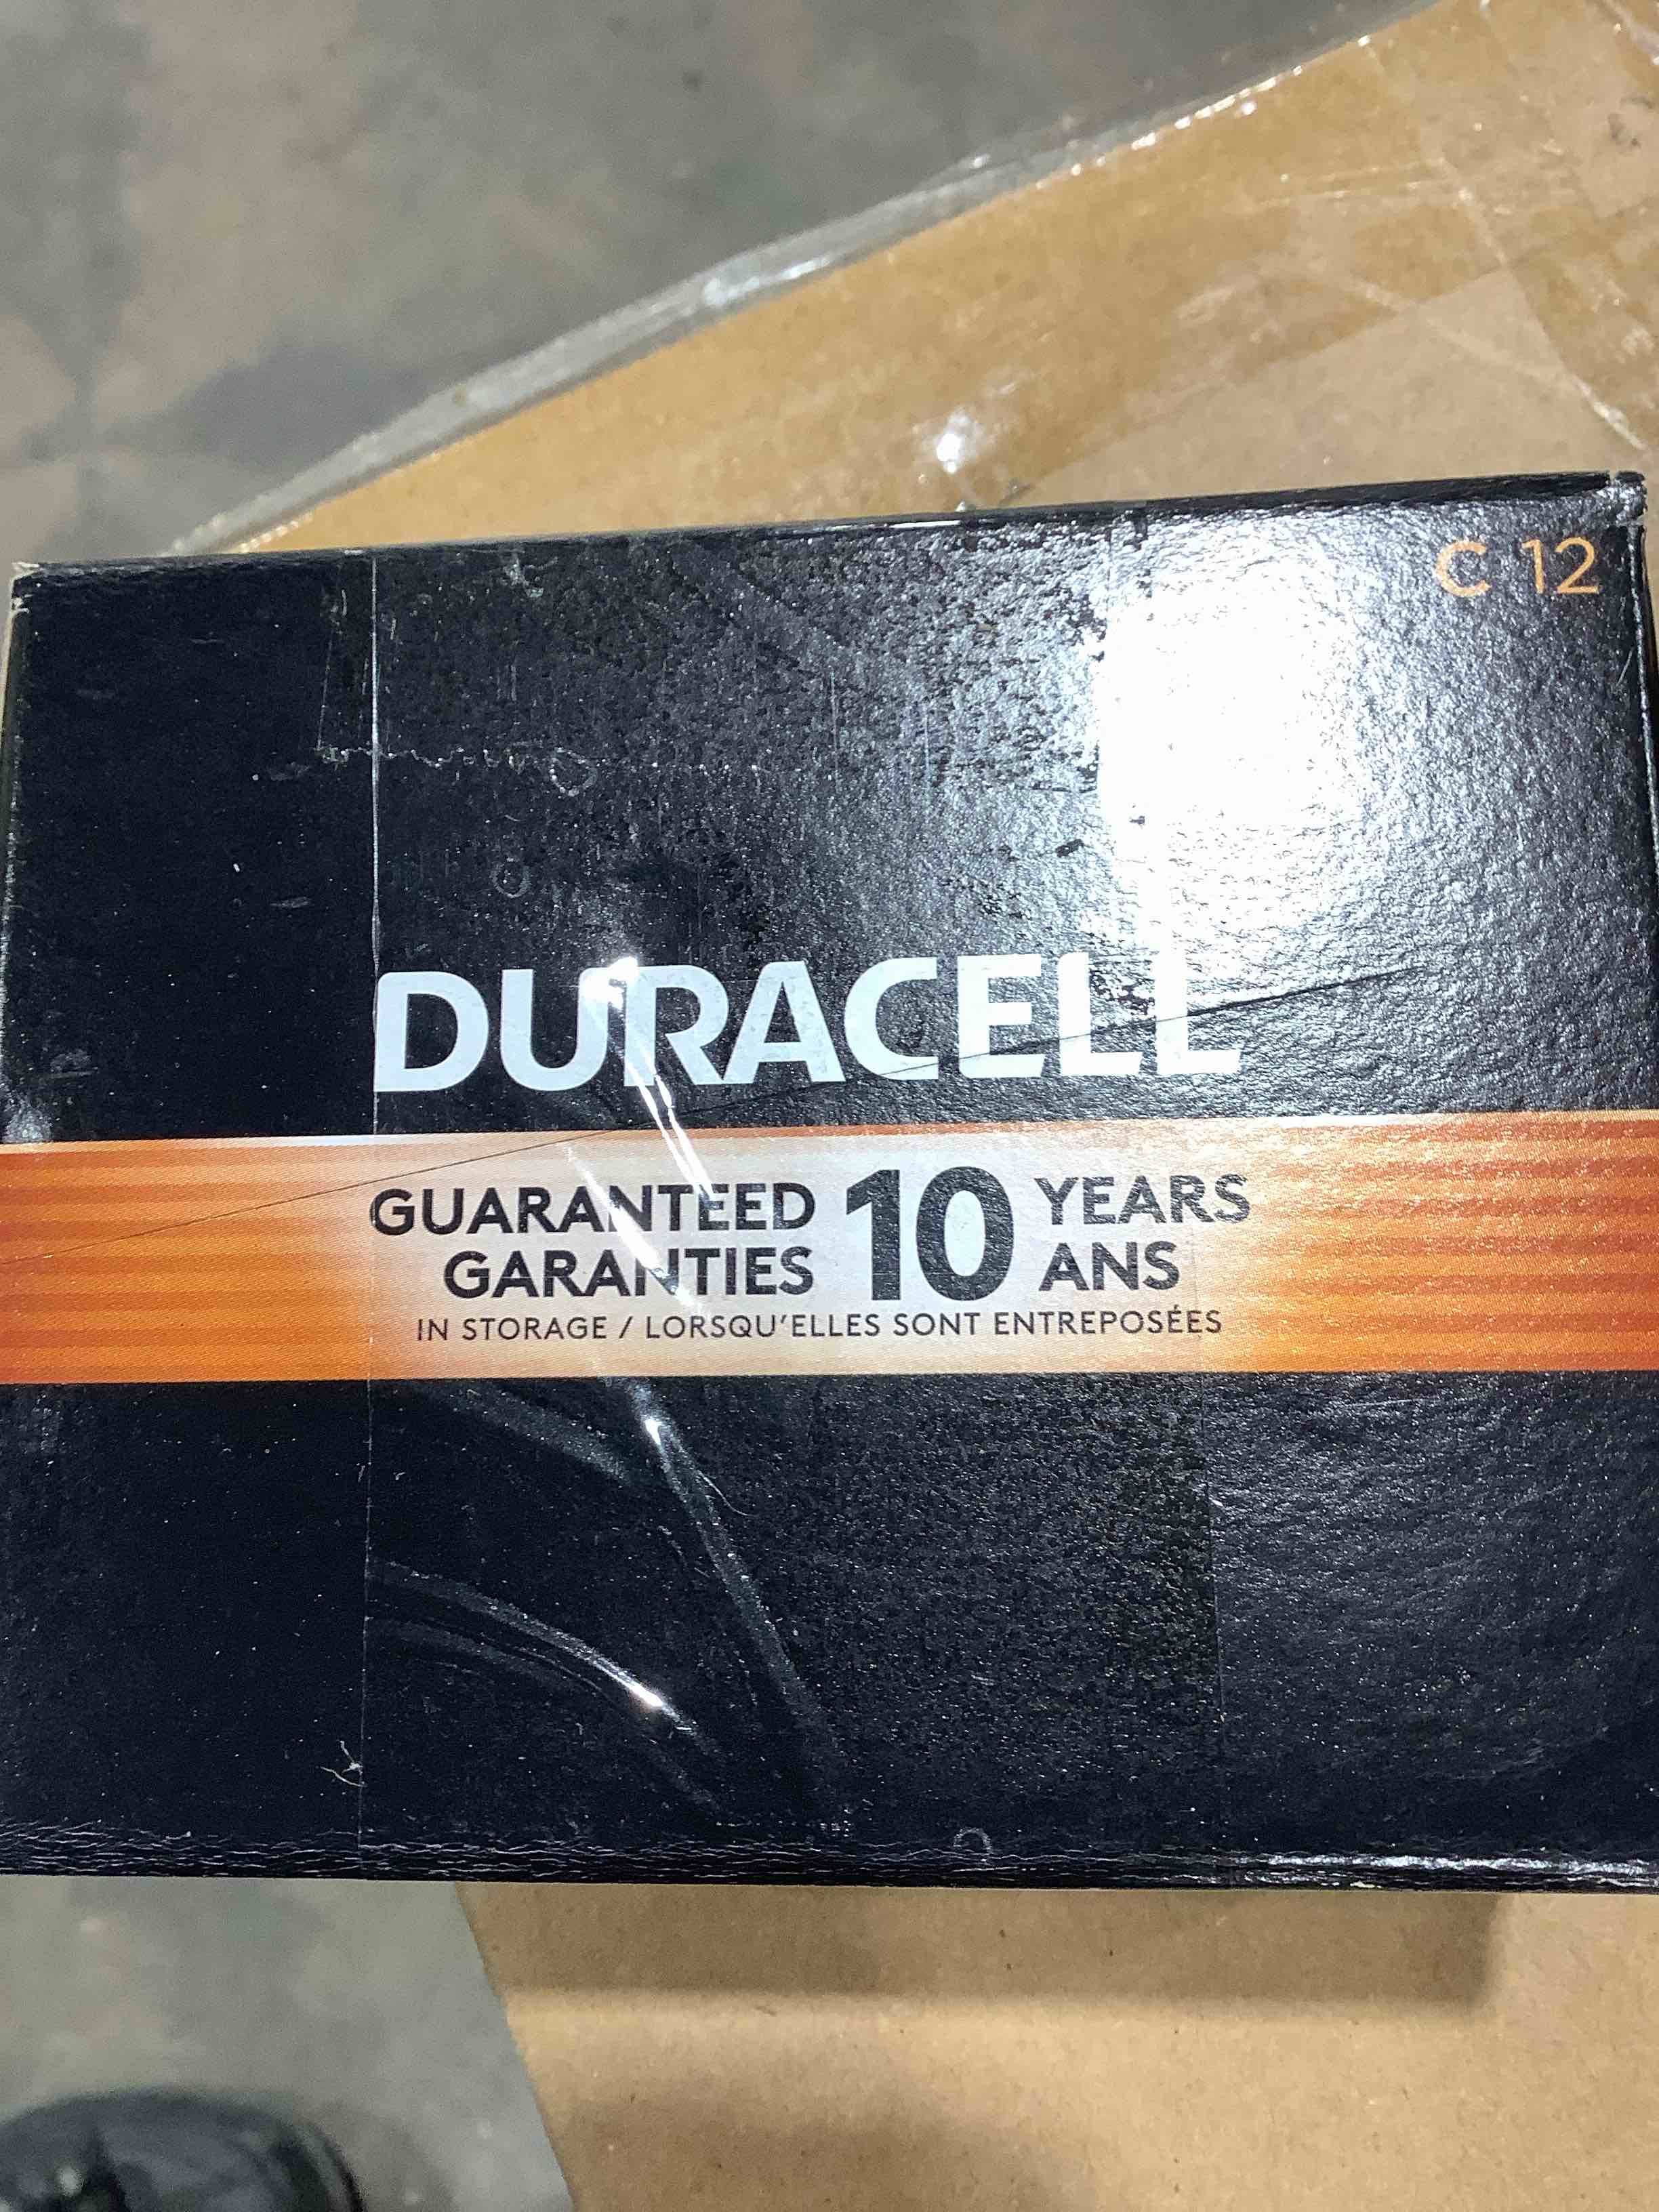 C 12
DURACELL
GUARANTEED 10 YEARS
GARANTIES ANS
IN STORAGE / LORSQU'ELLES SONT ENTREPOSÉES